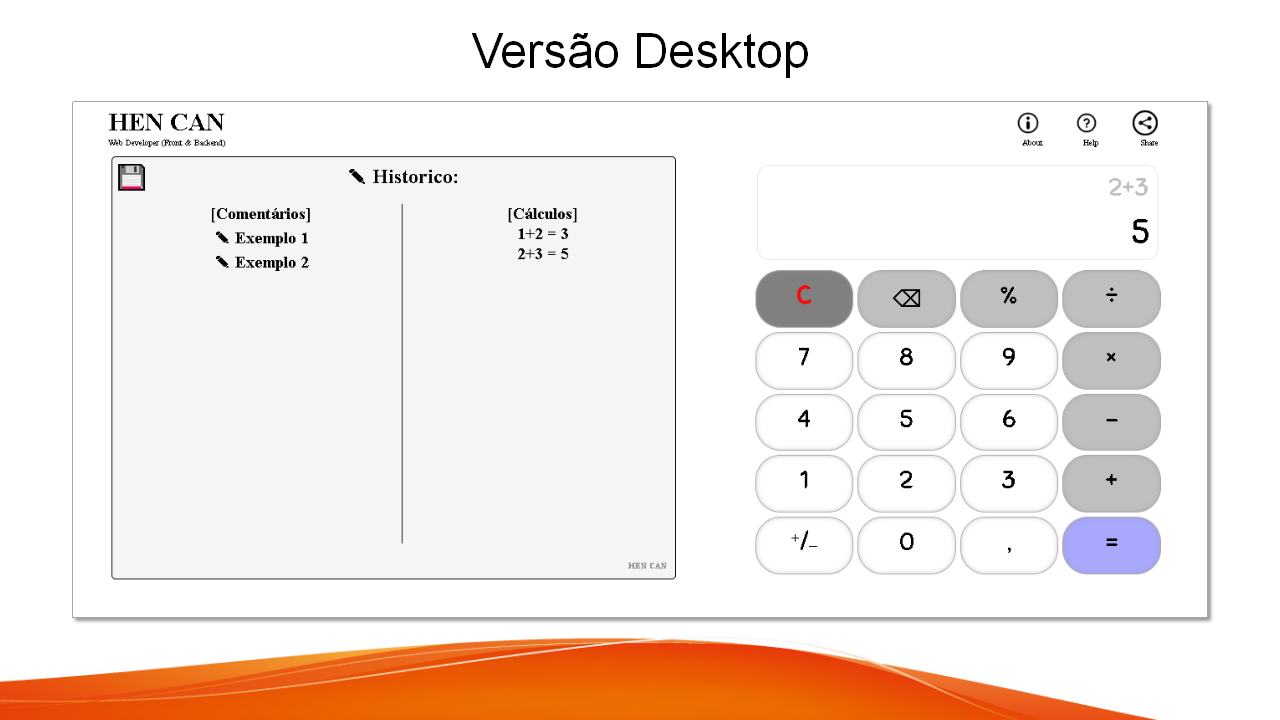 Versão Desktop
HEN CAN
Web Developer (Front & Backend)
About
Help
Share
Historico:
[Comentários]
Exemplo 1
Exemplo 2
[Cálculos]
1+2 = 3
2+3 = 5
HEN CAN
2+3
5
C ⌫ % ÷
7 8 9 ×
4 5 6 −
1 2 3 +
+/− 0 , =